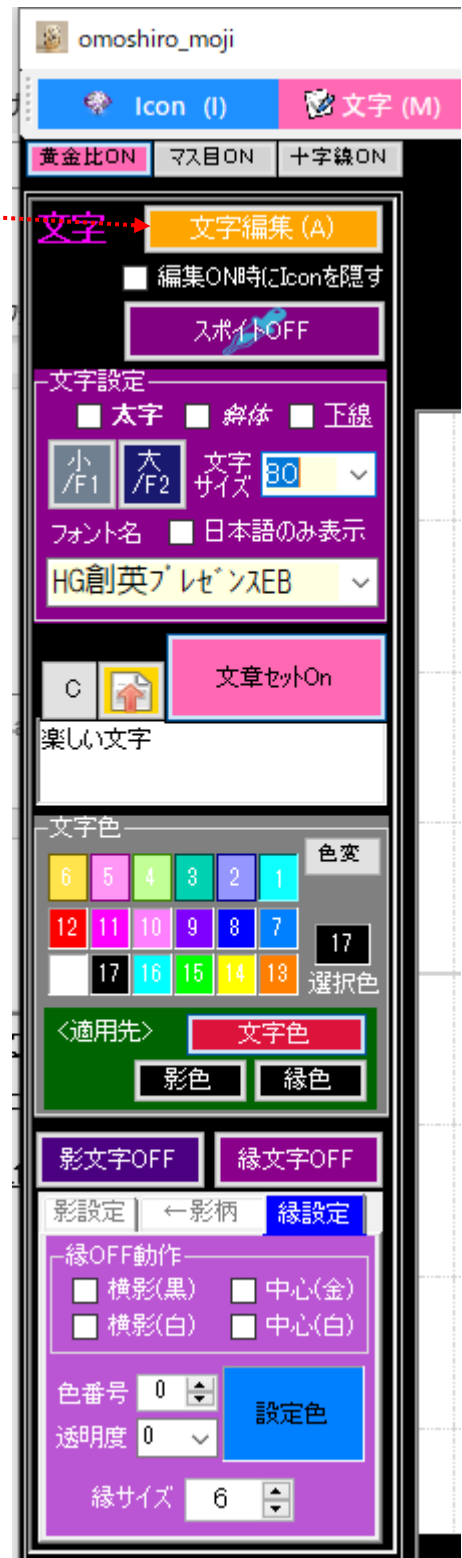 omoshiro_moji
Icon (I) 文字 (M)
黄金比ON マス目ON 十字線ON
文字 文字編集 (A)
編集ON時にIconを隠す
スポイトOFF
文字設定
太字 斜体 下線
小/F1 大/F2 文字サイズ 80
フォント名 日本語のみ表示
HG創英プレゼンスEB
C 文章セットOn
楽しい文字
文字色
色変
6 5 4 3 2 1
12 11 10 9 8 7
17 16 15 14 13
17
選択色
<適用先> 文字色
影色 縁色
影文字OFF 縁文字OFF
影設定 ←影柄 縁設定
縁OFF動作
横影(黒) 中心(金)
横影(白) 中心(白)
色番号 0
設定色
透明度 0
縁サイズ 6